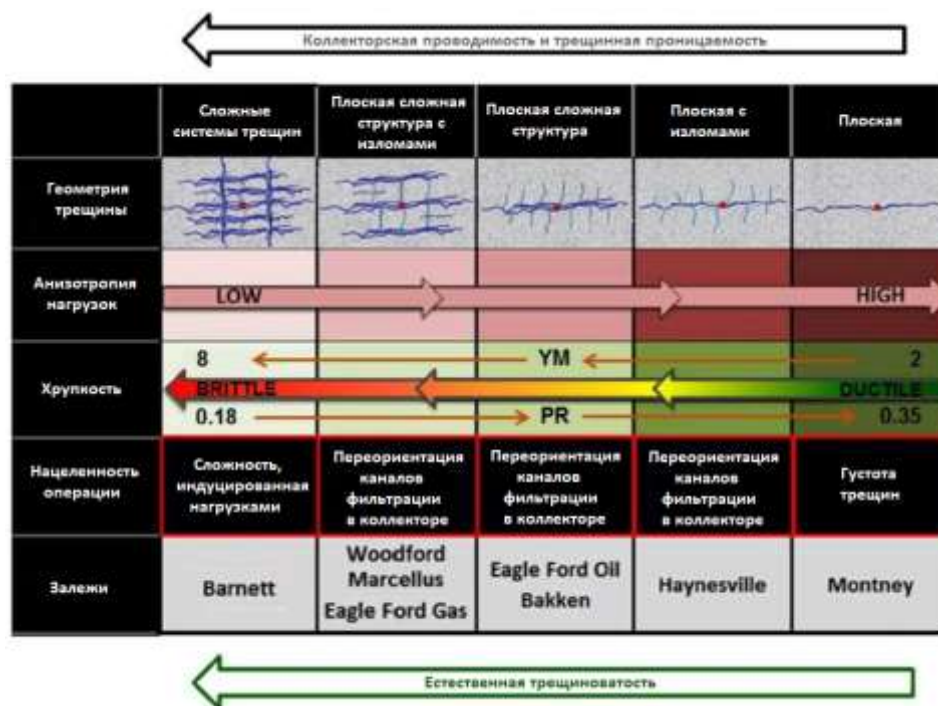 Коллекторская проводимость и трещинная проницаемость
Сложные
системы трещин
Плоская сложная
структура с
изломами
Плоская сложная
структура
Плоская с
изломами
Плоская
Геометрия
трещины
Анизотропия
нагрузок
LOW
HIGH
Хрупкость
8
YM
2
BRITTLE
DUCTILE
0.18
PR
0.35
Нацеленность
операции
Сложность,
индуцированная
нагрузками
Переориентация
каналов
фильтрации
в коллекторе
Переориентация
каналов
фильтрации
в коллекторе
Переориентация
каналов
фильтрации
в коллекторе
Густота
трещин
Залежи
Barnett
Woodford
Marcellus
Eagle Ford Gas
Eagle Ford Oil
Bakken
Haynesville
Montney
Естественная трещиноватость